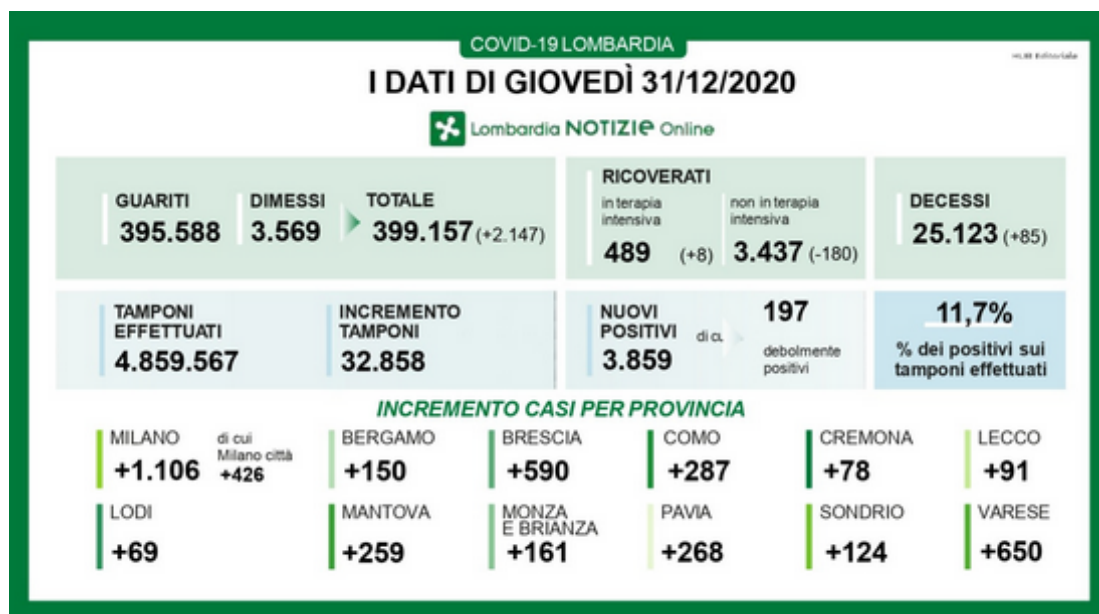 COVID-19 LOMBARDIA
HUB Editoriale
I DATI DI GIOVEDÌ 31/12/2020
Lombardia NOTIZIE Online
GUARITI
395.588
DIMESSI
3.569
TOTALE
399.157 (+2.147)
RICOVERATI
in terapia
intensiva
489 (+8)
non in terapia
intensiva
3.437 (-180)
DECESSI
25.123 (+85)
TAMPONI
EFFETTUATI
4.859.567
INCREMENTO
TAMPONI
32.858
NUOVI
POSITIVI
3.859
di cu
197
debolmente
positivi
11,7%
% dei positivi sui
tamponi effettuati
INCREMENTO CASI PER PROVINCIA
MILANO
+1.106
di cui
Milano città
+426
BERGAMO
+150
BRESCIA
+590
COMO
+287
CREMONA
+78
LECCO
+91
LODI
+69
MANTOVA
+259
MONZA
E BRIANZA
+161
PAVIA
+268
SONDRIO
+124
VARESE
+650